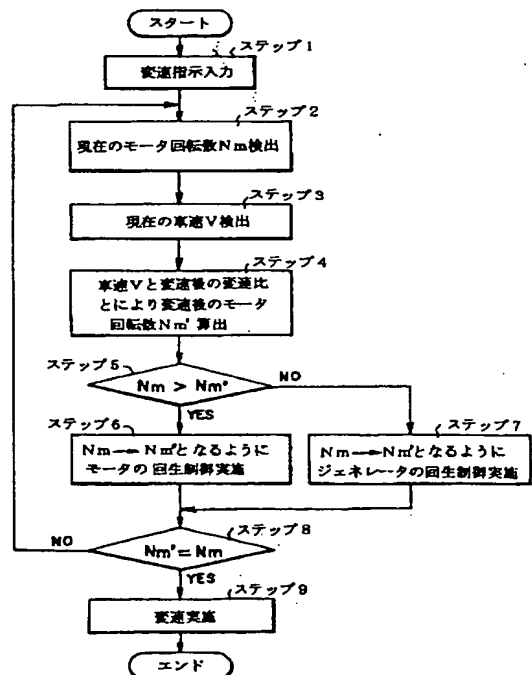 スタート
ステップ1
変速指示入力
ステップ2
現在のモータ回転数Nm検出
ステップ3
現在の車速V検出
ステップ4
車速Vと変速後の変速比
とにより変速後のモータ
回転数Nm'算出
ステップ5
Nm > Nm'
NO
YES
ステップ6
Nm→Nm'となるように
モータの回生制御実施
ステップ7
Nm→Nm'となるように
ジェネレータの回生制御実施
ステップ8
Nm'=Nm
NO
YES
ステップ9
変速実施
エンド